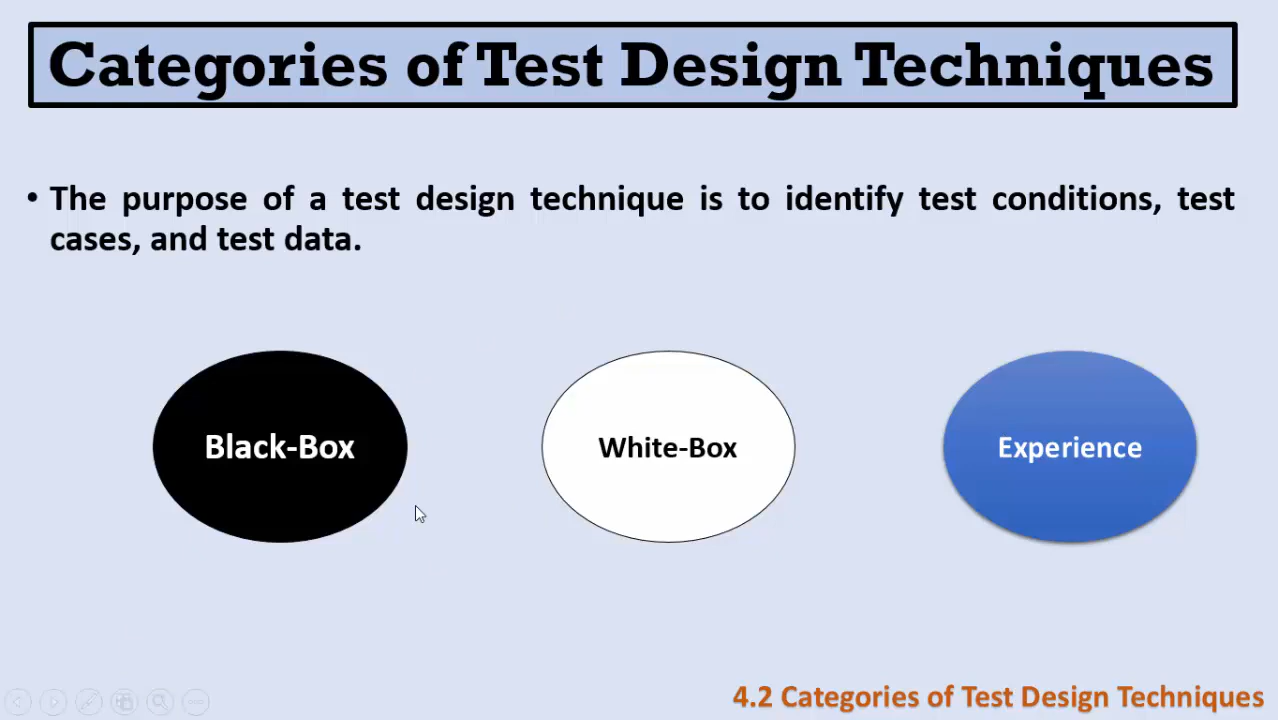 Categories of Test Design Techniques
• The purpose of a test design technique is to identify test conditions, test
cases, and test data.
Black-Box
White-Box
Experience
4.2 Categories of Test Design Techniques